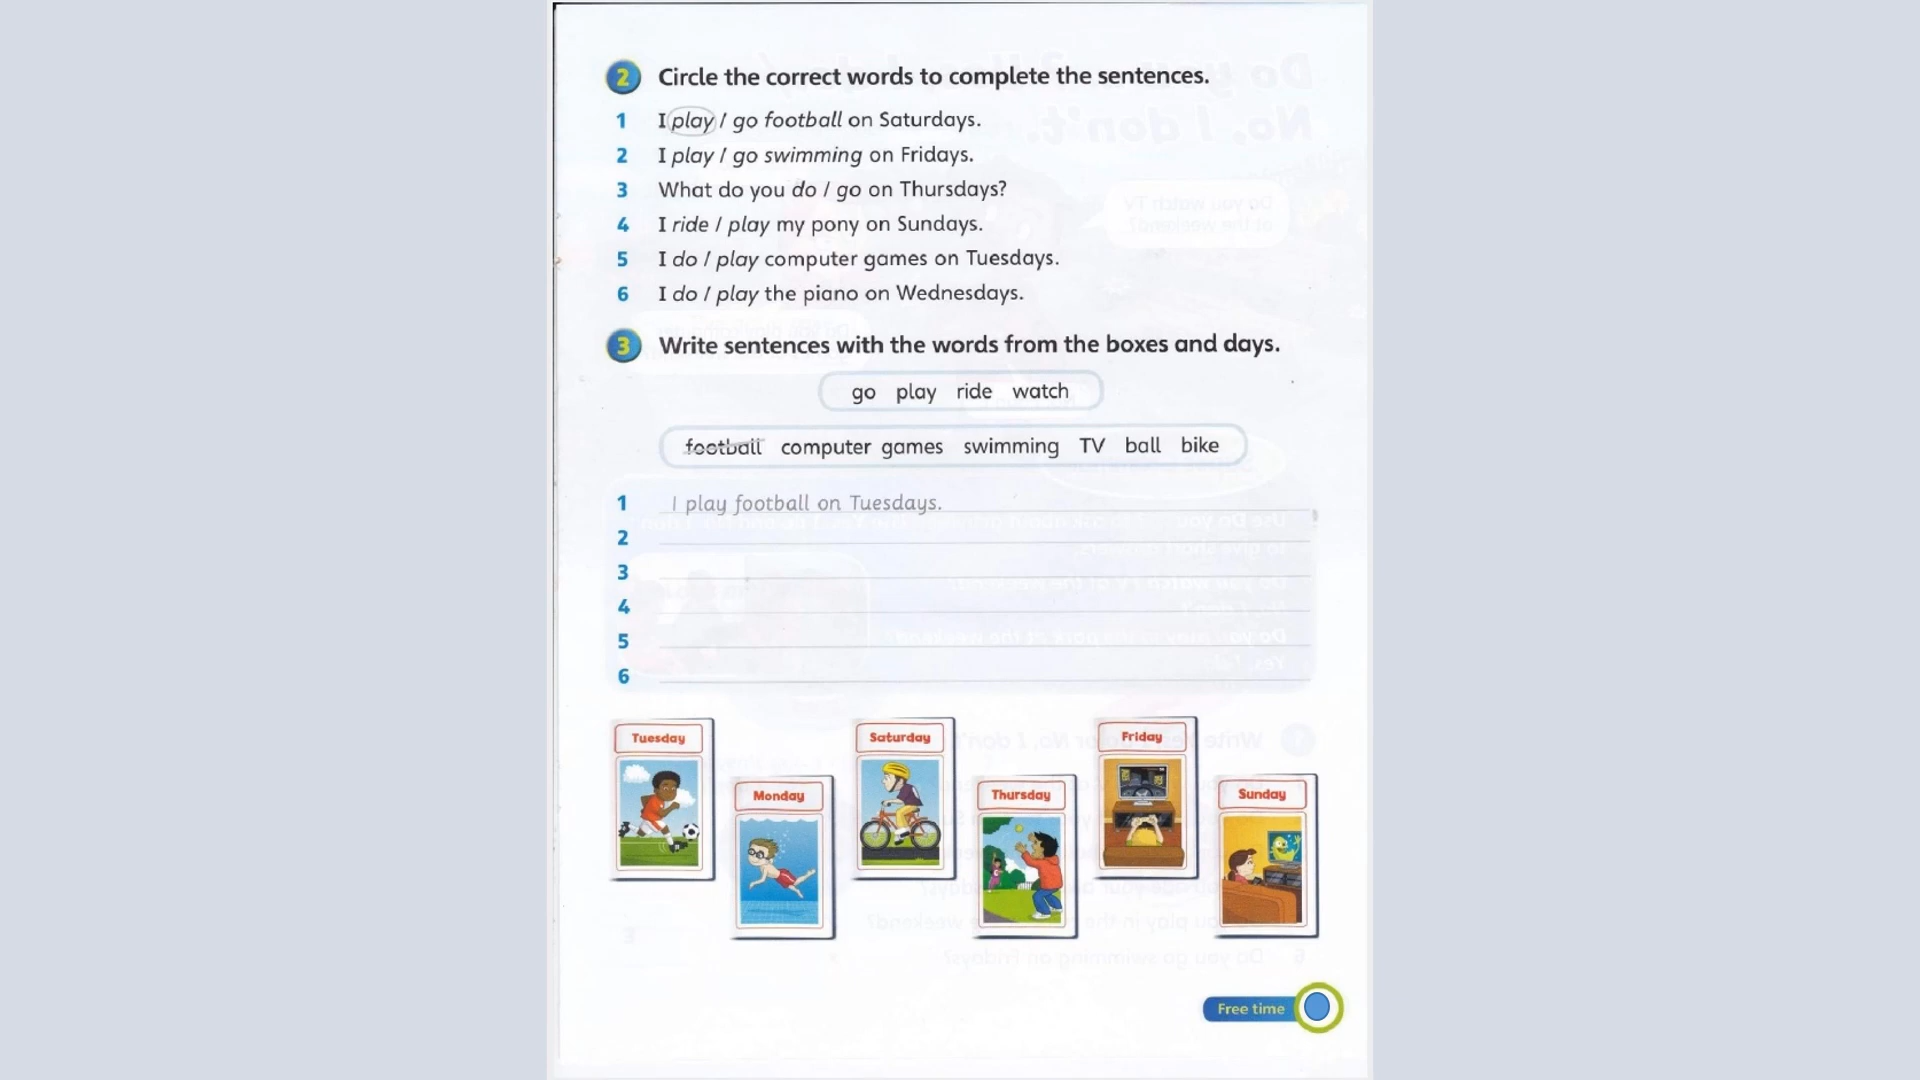 2 Circle the correct words to complete the sentences.
1 I play / go football on Saturdays.
2 I play / go swimming on Fridays.
3 What do you do / go on Thursdays?
4 I ride / play my pony on Sundays.
5 I do / play computer games on Tuesdays.
6 I do / play the piano on Wednesdays.
3 Write sentences with the words from the boxes and days.
go play ride watch
football computer games swimming TV ball bike
1 I play football on Tuesdays.
2
3
4
5
6
Tuesday
Monday
Saturday
Thursday
Friday
Sunday
Free time